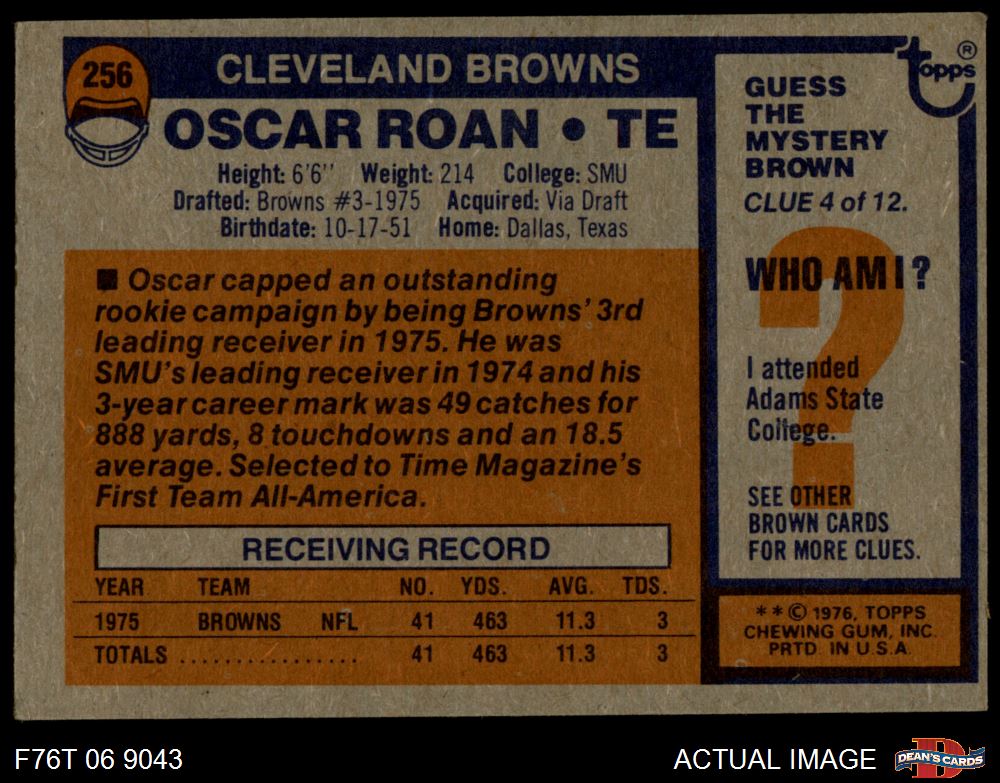 256
CLEVELAND BROWNS
OSCAR ROAN • TE
Height: 6'6'' Weight: 214 College: SMU
Drafted: Browns #3-1975 Acquired: Via Draft
Birthdate: 10-17-51 Home: Dallas, Texas
■ Oscar capped an outstanding
rookie campaign by being Browns' 3rd
leading receiver in 1975. He was
SMU's leading receiver in 1974 and his
3-year career mark was 49 catches for
888 yards, 8 touchdowns and an 18.5
average. Selected to Time Magazine's
First Team All-America.
RECEIVING RECORD
YEAR TEAM NO. YDS. AVG. TDS.
1975 BROWNS NFL 41 463 11.3 3
TOTALS ................. 41 463 11.3 3
topps ®
GUESS
THE
MYSTERY
BROWN
CLUE 4 of 12.
WHO AM I ?
I attended
Adams State
College.
SEE OTHER
BROWN CARDS
FOR MORE CLUES.
* * © 1976, TOPPS
CHEWING GUM, INC.
PRTD. IN U.S.A.
F76T 06 9043
ACTUAL IMAGE
D
DEAN'S CARDS